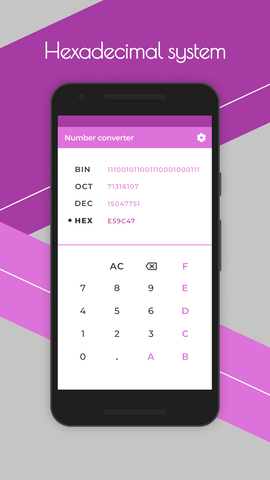 Hexadecimal system
Number converter
BIN 111001011001110001000111
OCT 71316107
DEC 15047751
• HEX E59C47
AC F
7 8 9 E
4 5 6 D
1 2 3 C
0 . A B